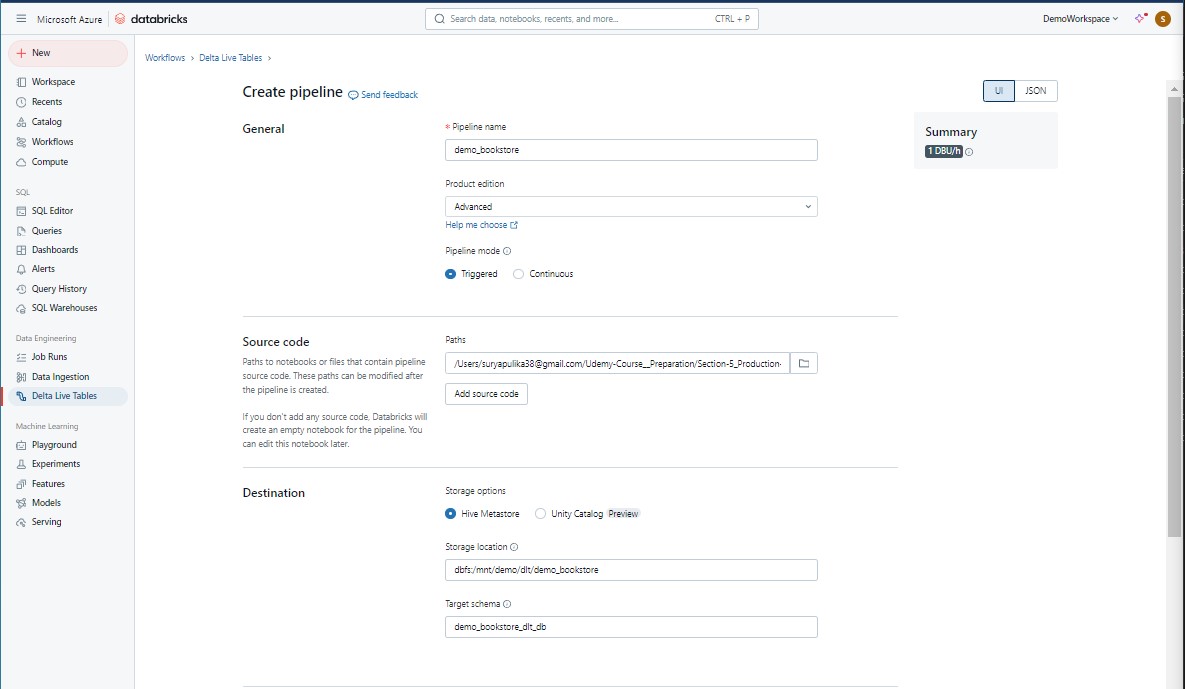 Microsoft Azure databricks
Search data, notebooks, recents, and more... CTRL + P
DemoWorkspace S
New
Workspace
Recents
Catalog
Workflows
Compute
SQL
SQL Editor
Queries
Dashboards
Alerts
Query History
SQL Warehouses
Data Engineering
Job Runs
Data Ingestion
Delta Live Tables
Machine Learning
Playground
Experiments
Features
Models
Serving
Workflows > Delta Live Tables >
Create pipeline Send feedback
UI JSON
Summary
1 DBU/h
General
* Pipeline name
demo_bookstore
Product edition
Advanced
Help me choose
Pipeline mode
Triggered Continuous
Source code
Paths to notebooks or files that contain pipeline
source code. These paths can be modified after
the pipeline is created.
If you don't add any source code, Databricks will
create an empty notebook for the pipeline. You
can edit this notebook later.
Paths
/Users/suryapulika38@gmail.com/Udemy-Course__Preparation/Section-5_Production-
Add source code
Destination
Storage options
Hive Metastore Unity Catalog Preview
Storage location
dbfs:/mnt/demo/dlt/demo_bookstore
Target schema
demo_bookstore_dlt_db